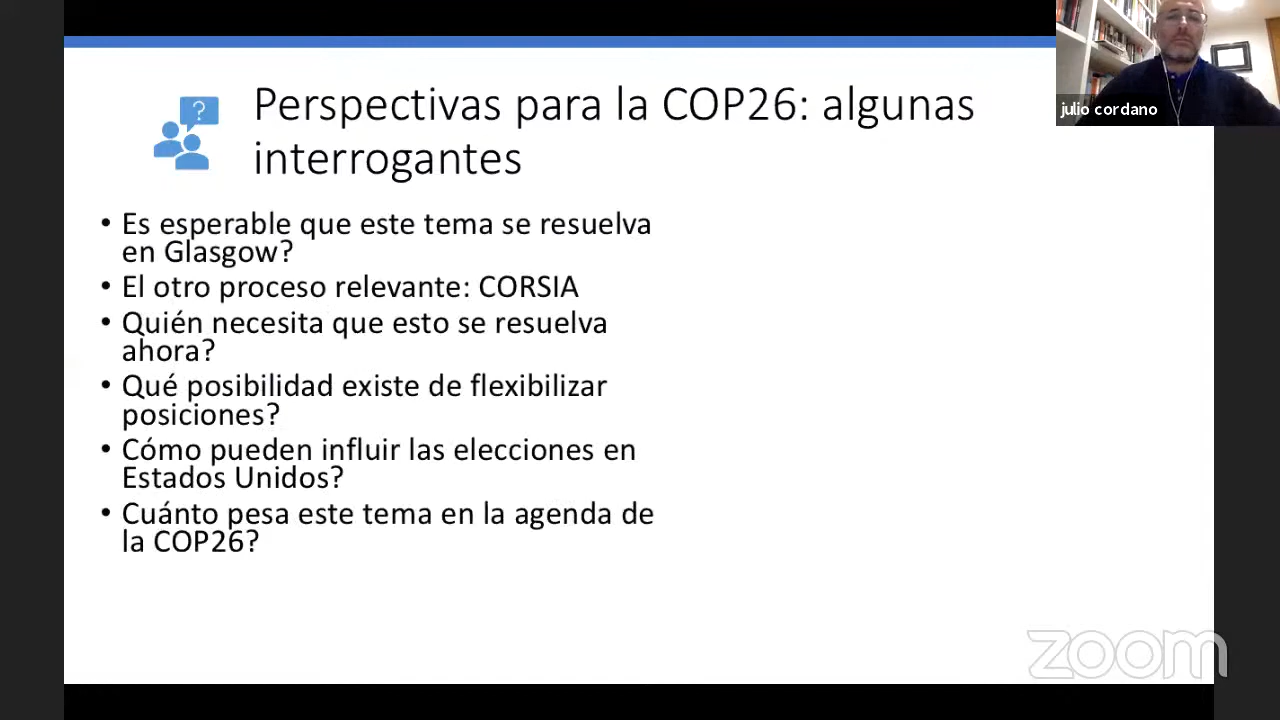 ?
Perspectivas para la COP26: algunas
interrogantes
julio cordano
• Es esperable que este tema se resuelva
en Glasgow?
• El otro proceso relevante: CORSIA
• Quién necesita que esto se resuelva
ahora?
• Qué posibilidad existe de flexibilizar
posiciones?
• Cómo pueden influir las elecciones en
Estados Unidos?
• Cuánto pesa este tema en la agenda de
la COP26?
zoom